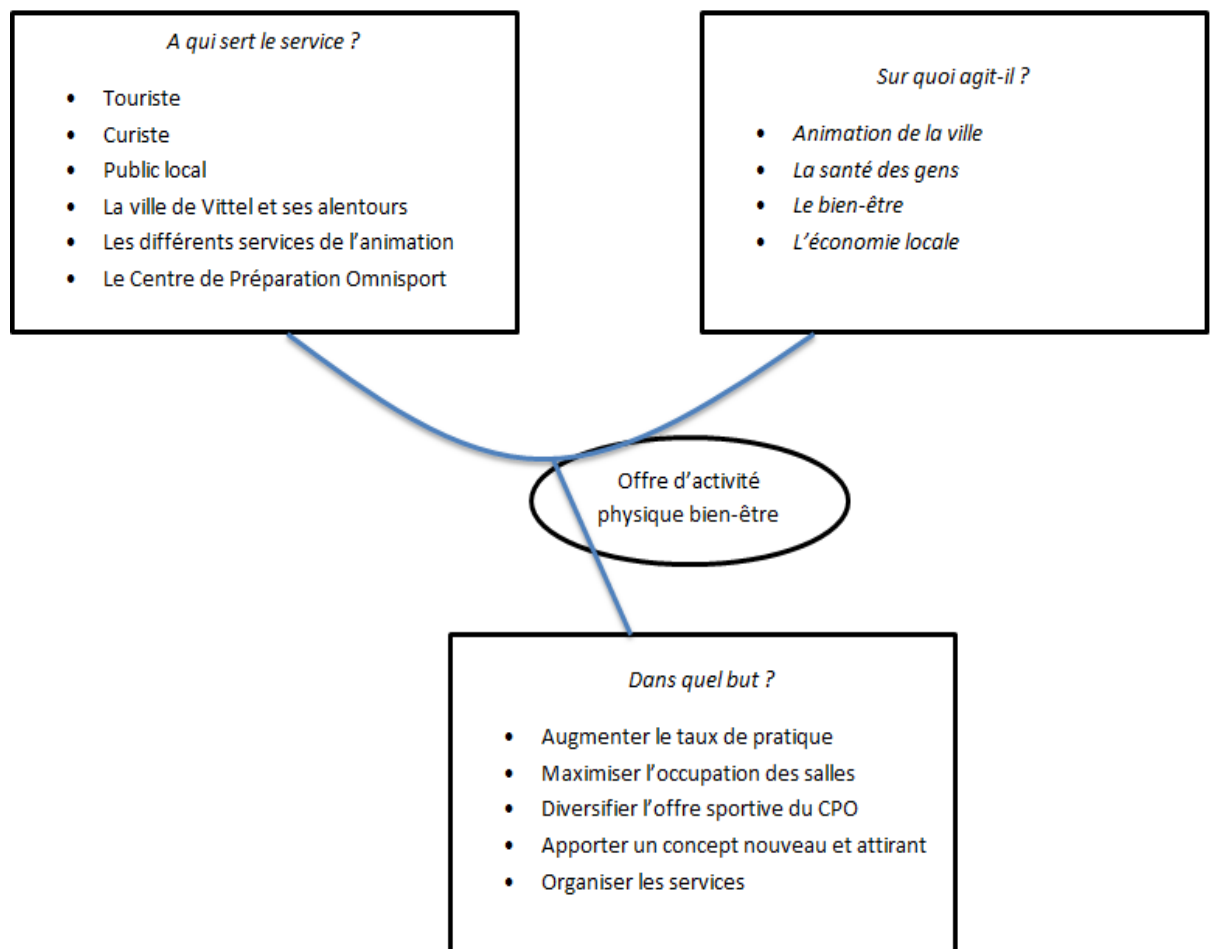 A qui sert le service ?
• Touriste
• Curiste
• Public local
• La ville de Vittel et ses alentours
• Les différents services de l'animation
• Le Centre de Préparation Omnisport
Sur quoi agit-il ?
• Animation de la ville
• La santé des gens
• Le bien-être
• L'économie locale
Offre d'activité
physique bien-être
Dans quel but ?
• Augmenter le taux de pratique
• Maximiser l'occupation des salles
• Diversifier l'offre sportive du CPO
• Apporter un concept nouveau et attirant
• Organiser les services